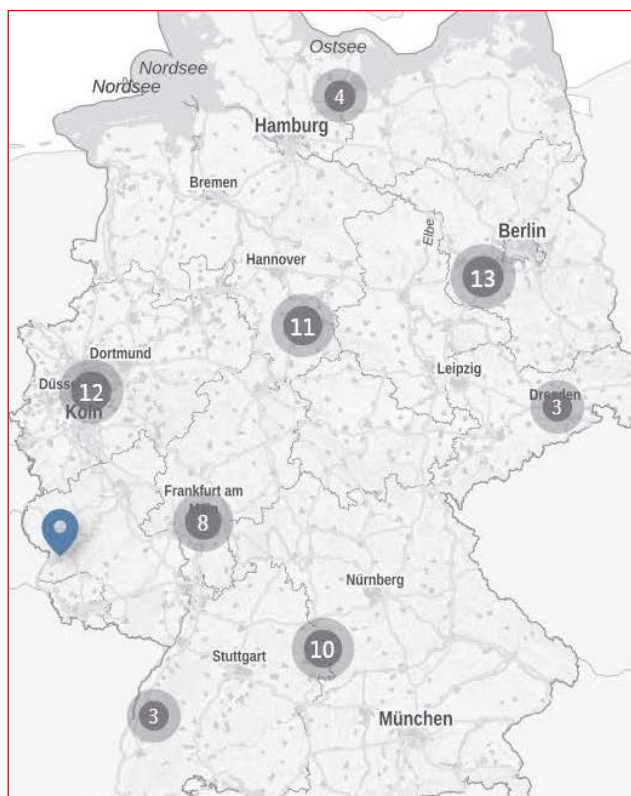 Ostsee
Nordsee
Nordsee
4
Hamburg
Bremen
Elbe
Berlin
Hannover
13
11
Dortmund
Leipzig
12
Köln
Dresden
3
Frankfurt am
8
Nürnberg
10
Stuttgart
3
München